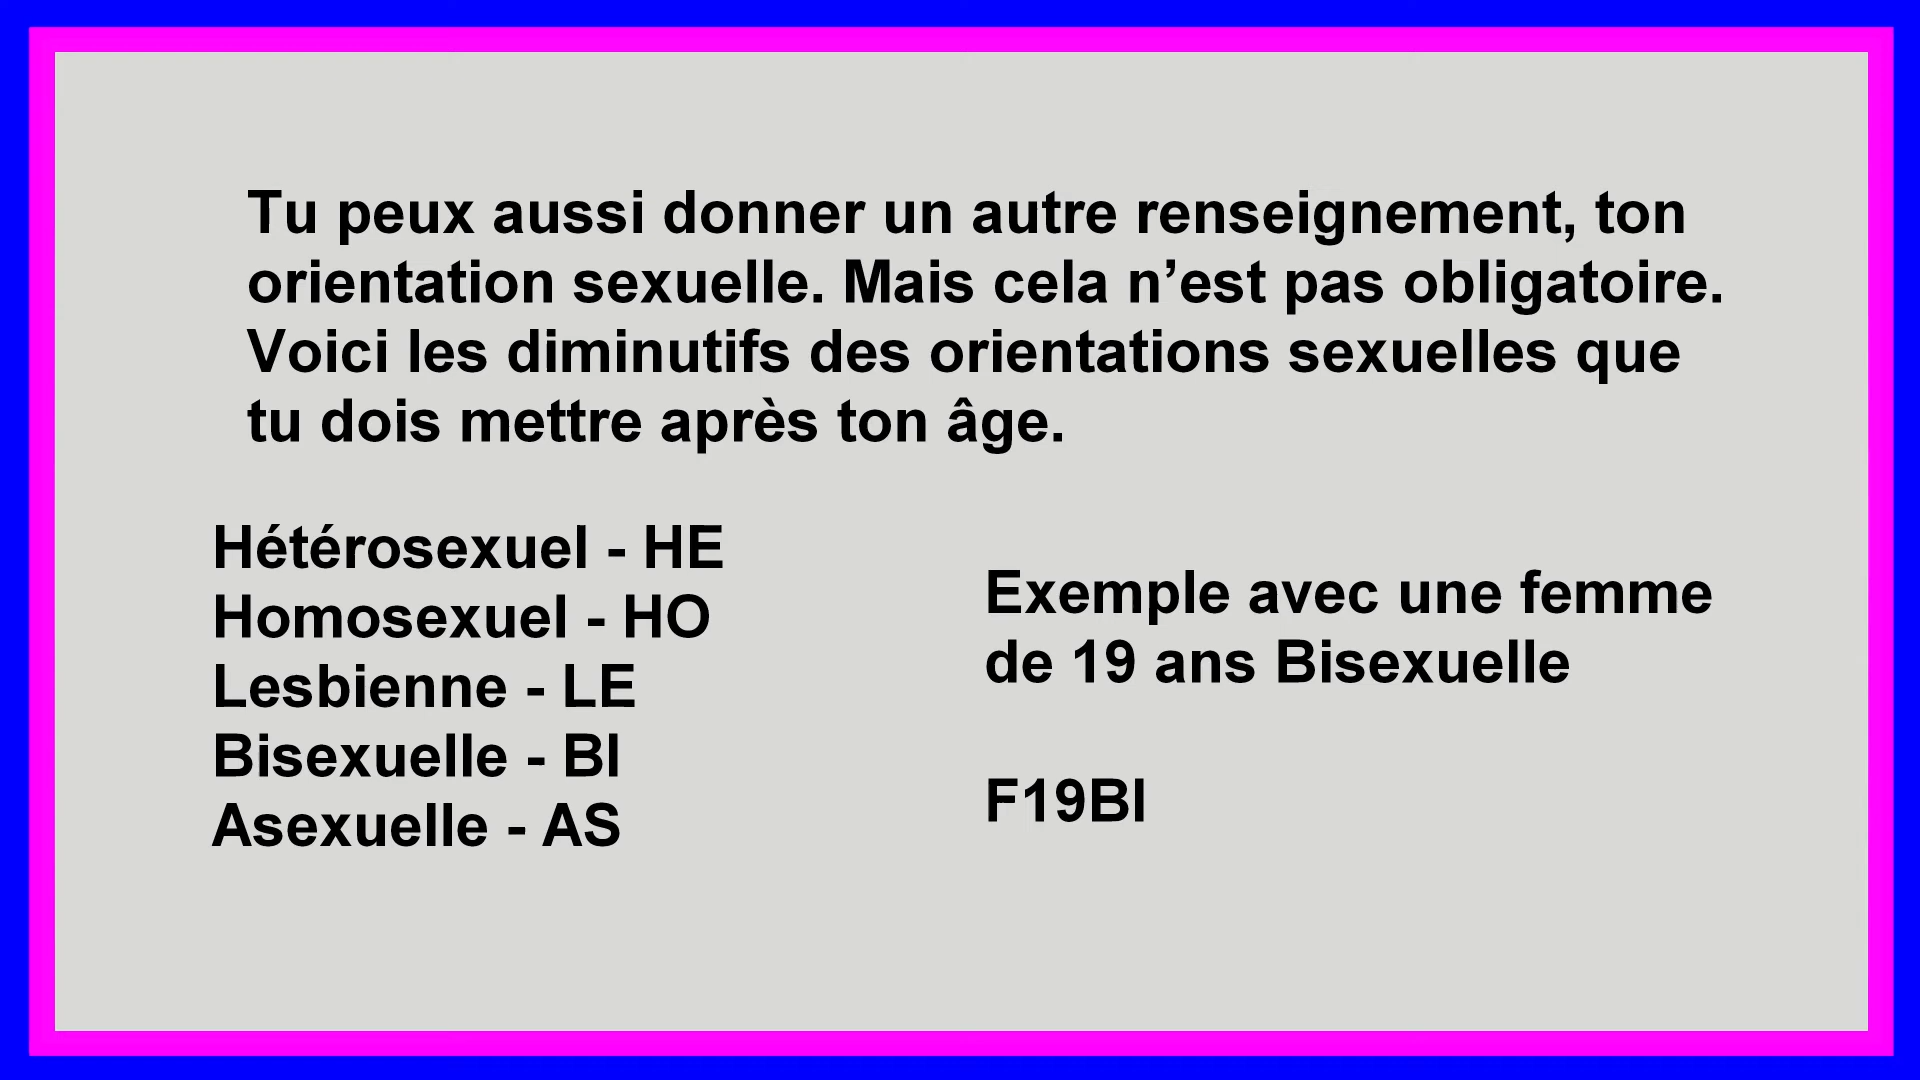 Tu peux aussi donner un autre renseignement, ton
orientation sexuelle. Mais cela n’est pas obligatoire.
Voici les diminutifs des orientations sexuelles que
tu dois mettre après ton âge.
Hétérosexuel - HE
Homosexuel - HO
Lesbienne - LE
Bisexuelle - BI
Asexuelle - AS
Exemple avec une femme
de 19 ans Bisexuelle
F19BI